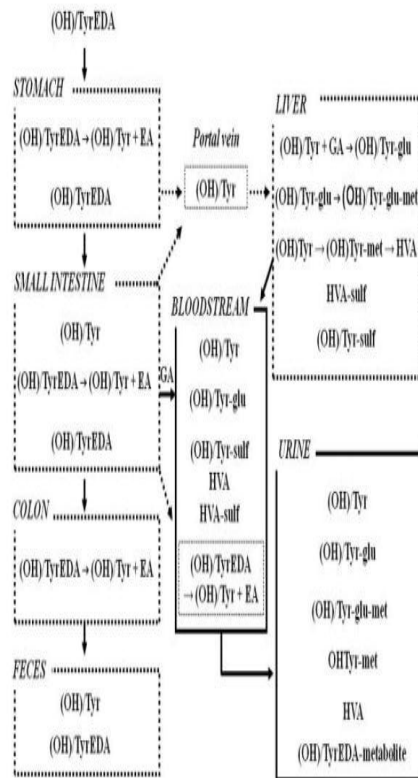 (OH)/TyrEDA
STOMACH
(OH)/TyrEDA→(OH)/Tyr + EA
(OH)/TyrEDA
SMALL INTESTINE
(OH)/Tyr
(OH)/TyrEDA→(OH)/Tyr + EA
(OH)/TyrEDA
COLON
(OH)/TyrEDA→(OH)/Tyr + EA
FECES
(OH)/Tyr
(OH)/TyrEDA
Portal vein
(OH)/Tyr
GA
BLOODSTREAM
(OH)/Tyr
(OH)/Tyr-glu
(OH)/Tyr-sulf
HVA
HVA-sulf
(OH)/TyrEDA
→(OH)/Tyr + EA
LIVER
(OH)/Tyr + GA→(OH)/Tyr-glu
(OH)/Tyr-glu→(OH)/Tyr-glu-met
(OH)Tyr→(OH)Tyr-met→HVA
HVA-sulf
(OH)/Tyr-sulf
URINE
(OH)/Tyr
(OH)/Tyr-glu
(OH)/Tyr-glu-met
OHTyr-met
HVA
(OH)/TyrEDA-metabolite